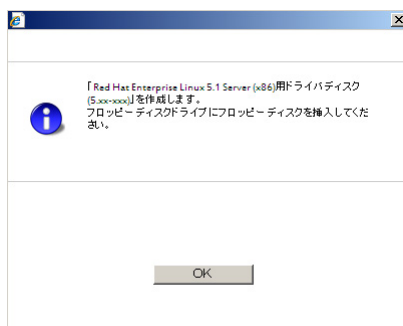 「Red Hat Enterprise Linux 5.1 Server (x86)用ドライバディスク
(5.xx-xxx)」を作成します。
フロッピーディスクドライブにフロッピーディスクを挿入してくだ
さい。
OK